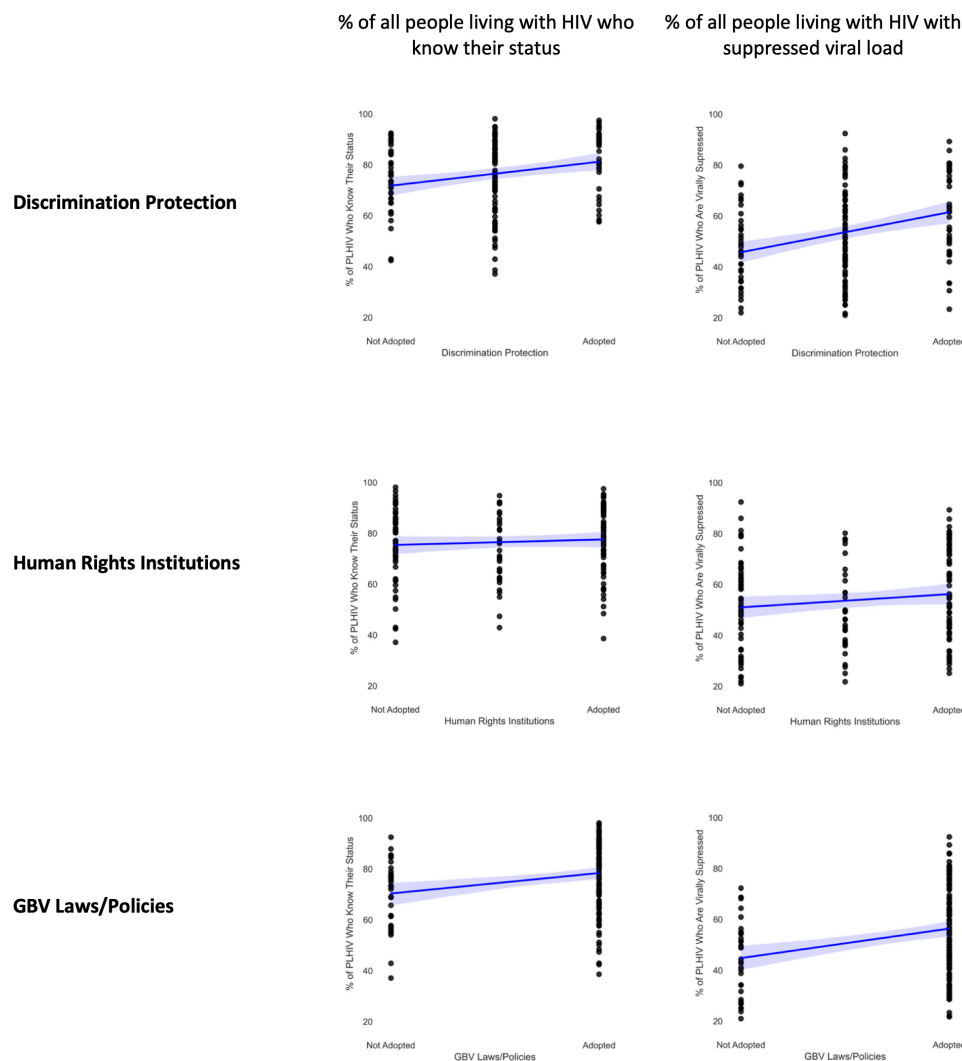 % of all people living with HIV who
know their status
% of all people living with HIV with
suppressed viral load
Discrimination Protection
% of PLHIV Who Know Their Status
100
80
60
40
20
Not Adopted
Adopted
Discrimination Protection
% of PLHIV Who Are Virally Supressed
100
80
60
40
20
Not Adopted
Adopted
Discrimination Protection
Human Rights Institutions
% of PLHIV Who Know Their Status
100
80
60
40
20
Not Adopted
Adopted
Human Rights Institutions
% of PLHIV Who Are Virally Supressed
100
80
60
40
20
Not Adopted
Adopted
Human Rights Institutions
GBV Laws/Policies
% of PLHIV Who Know Their Status
100
80
60
40
20
Not Adopted
Adopted
GBV Laws/Policies
% of PLHIV Who Are Virally Supressed
100
80
60
40
20
Not Adopted
Adopted
GBV Laws/Policies